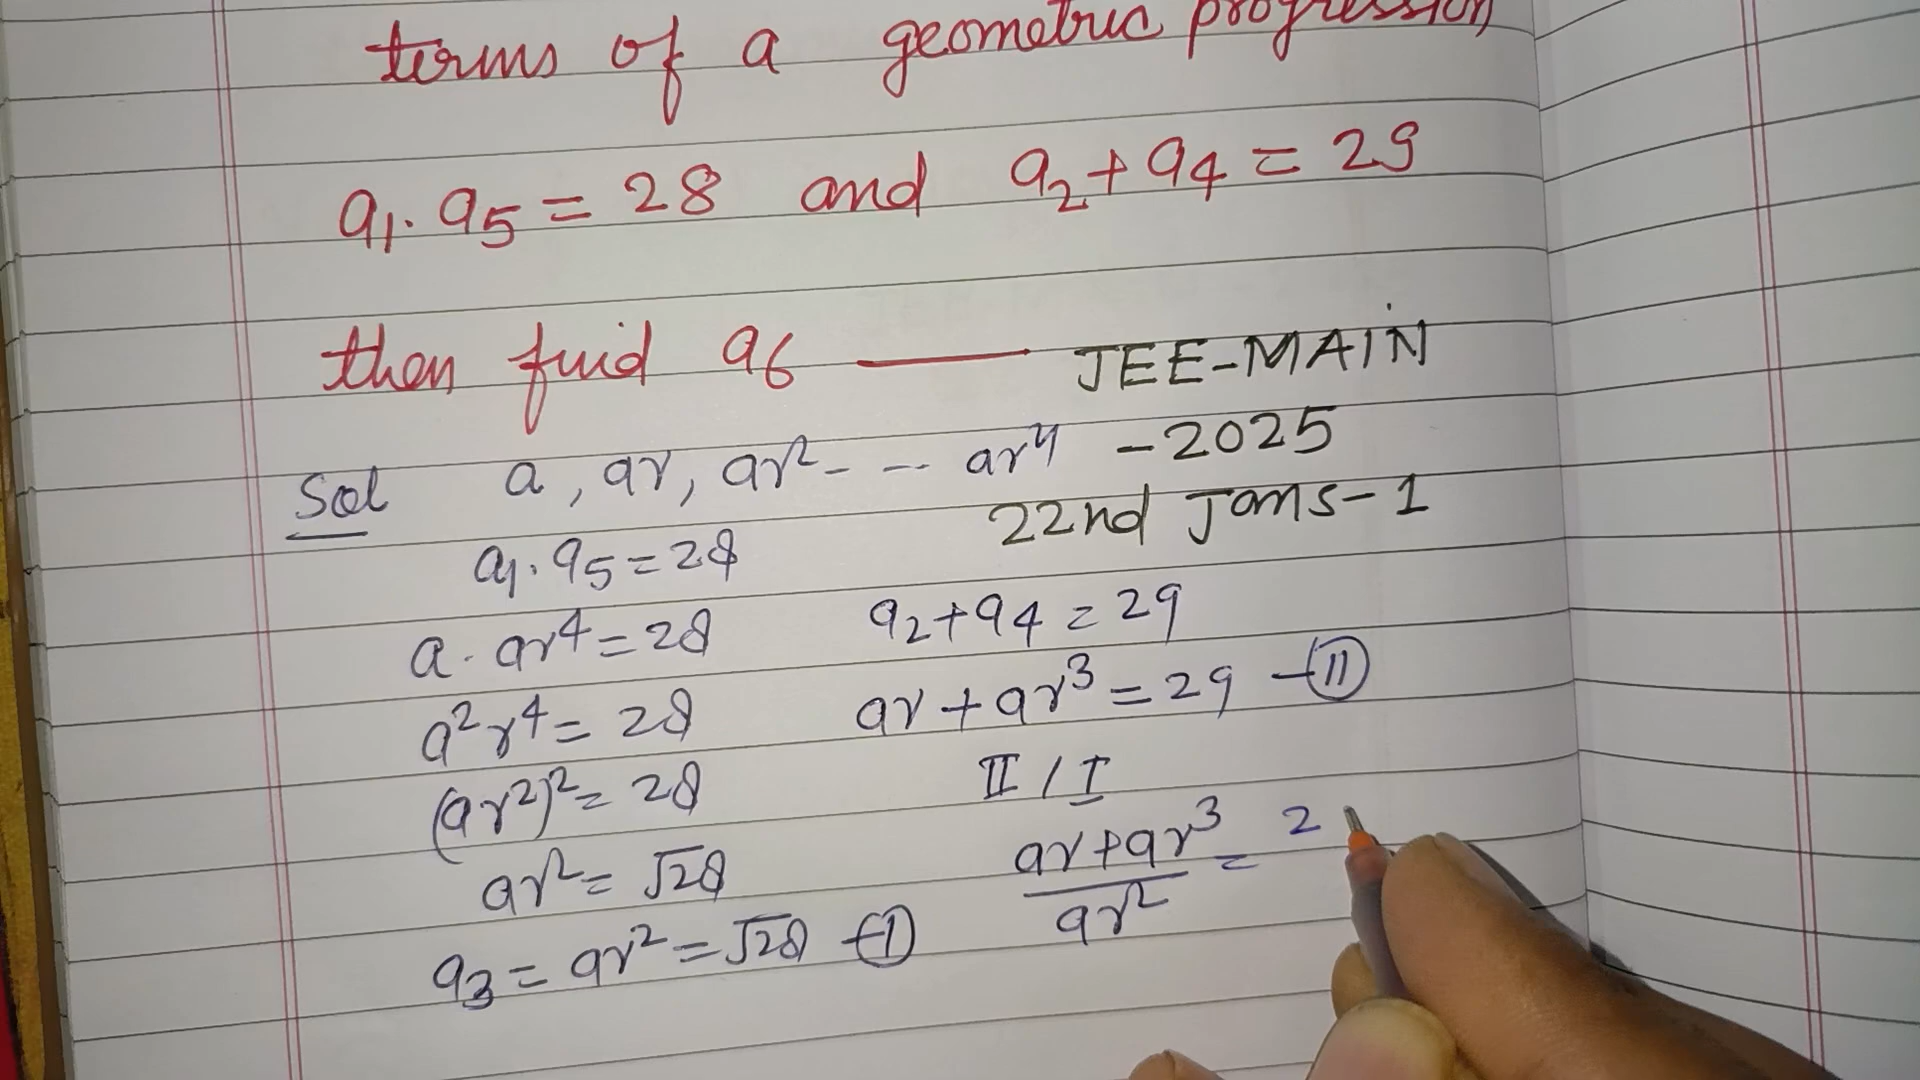 terms of a geometric progression
a₁. a₅ = 28 and a₂ + a₄ = 29
then find a₆ —— JEE-MAIN
-2025
22nd Jan S-1
Sol a, ar, ar² - - - ar⁴
a₁. a₅ = 28
a. ar⁴ = 28
a²r⁴ = 28
(ar²)² = 28
ar² = √28
a₃ = ar² = √28 -(I)
a₂ + a₄ = 29
ar + ar³ = 29 -(II)
II / I
(ar + ar³)/ar² = 2